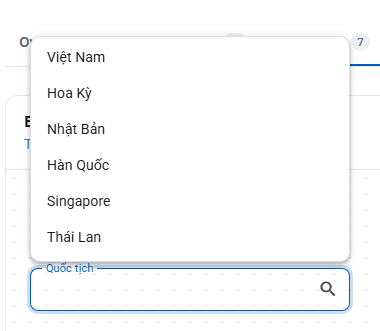 7
Việt Nam
Hoa Kỳ
Nhật Bản
Hàn Quốc
Singapore
Thái Lan
Quốc tịch